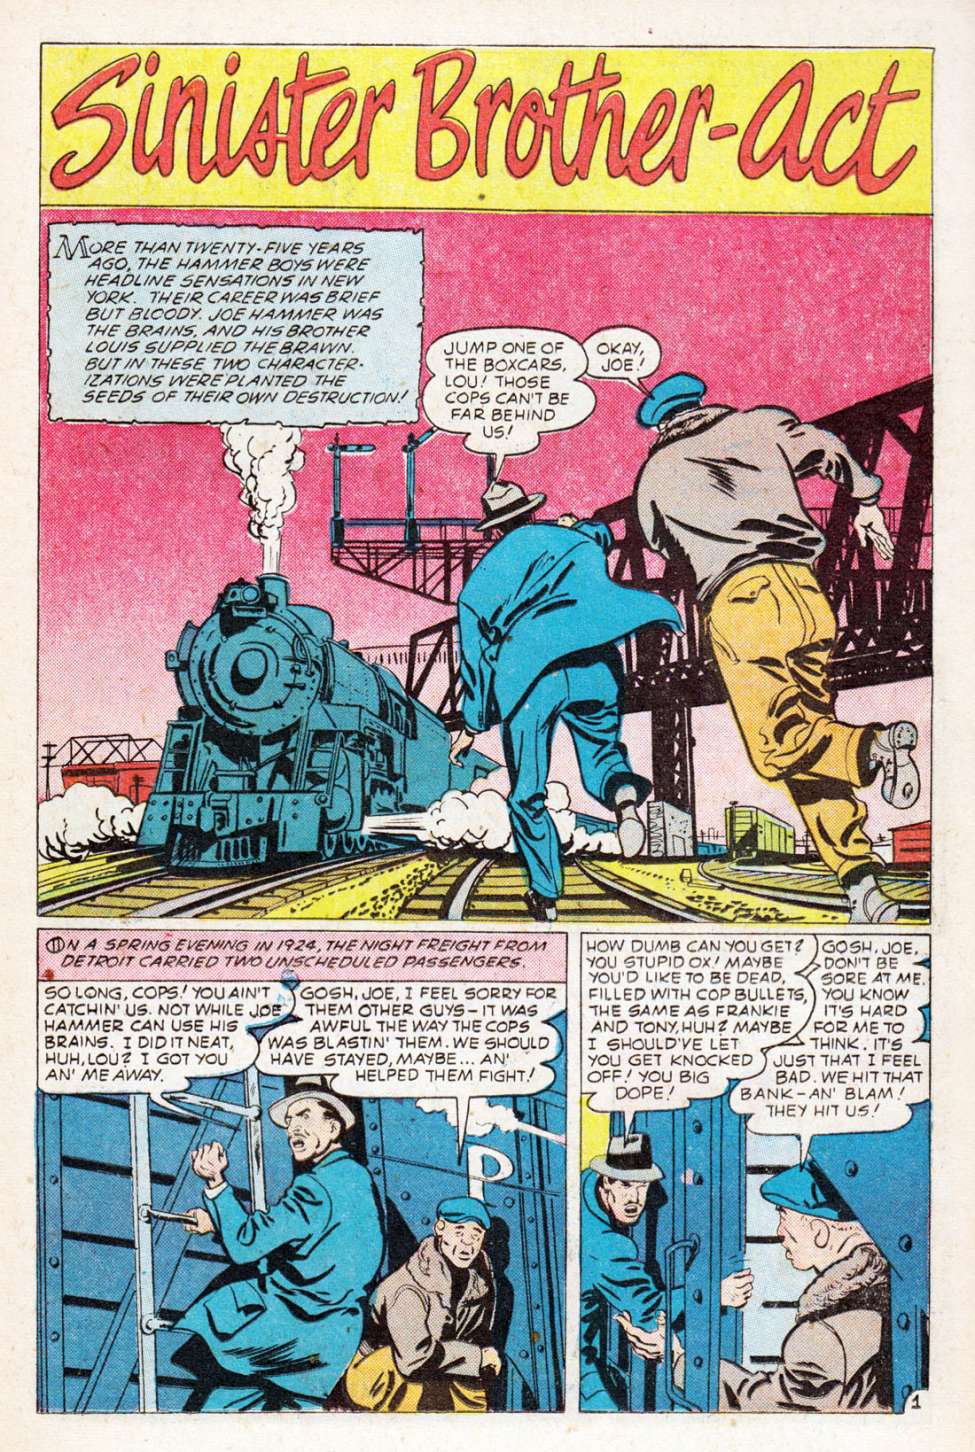 Sinister Brother-Act
MORE THAN TWENTY-FIVE YEARS
AGO, THE HAMMER BOYS WERE
HEADLINE SENSATIONS IN NEW
YORK. THEIR CAREER WAS BRIEF
BUT BLOODY. JOE HAMMER WAS
THE BRAINS, AND HIS BROTHER
LOUIS SUPPLIED THE BRAWN.
BUT IN THESE TWO CHARACTER-
IZATIONS WERE PLANTED THE
SEEDS OF THEIR OWN DESTRUCTION!
JUMP ONE OF
THE BOXCARS,
LOU! THOSE
COPS CAN'T BE
FAR BEHIND
US!
OKAY,
JOE!
ON A SPRING EVENING IN 1924, THE NIGHT FREIGHT FROM
DETROIT CARRIED TWO UNSCHEDULED PASSENGERS.
SO LONG, COPS! YOU AIN'T
CATCHIN' US. NOT WHILE JOE
HAMMER CAN USE HIS
BRAINS. I DID IT NEAT,
HUH, LOU? I GOT YOU
AN' ME AWAY.
GOSH, JOE, I FEEL SORRY FOR
THEM OTHER GUYS-IT WAS
AWFUL THE WAY THE COPS
WAS BLASTIN' THEM. WE SHOULD
HAVE STAYED, MAYBE... AN'
HELPED THEM FIGHT!
P
HOW DUMB CAN YOU GET?
YOU STUPID OX! MAYBE
YOU'D LIKE TO BE DEAD,
FILLED WITH COP BULLETS,
THE SAME AS FRANKIE
AND TONY, HUH? MAYBE
I SHOULD'VE LET
YOU GET KNOCKED
OFF! YOU BIG
DOPE!
GOSH, JOE,
DON'T BE
SORE AT ME.
YOU KNOW
IT'S HARD
FOR ME TO
THINK. IT'S
JUST THAT I FEEL
BAD. WE HIT THAT
BANK-AN' BLAM!
THEY HIT US!
1